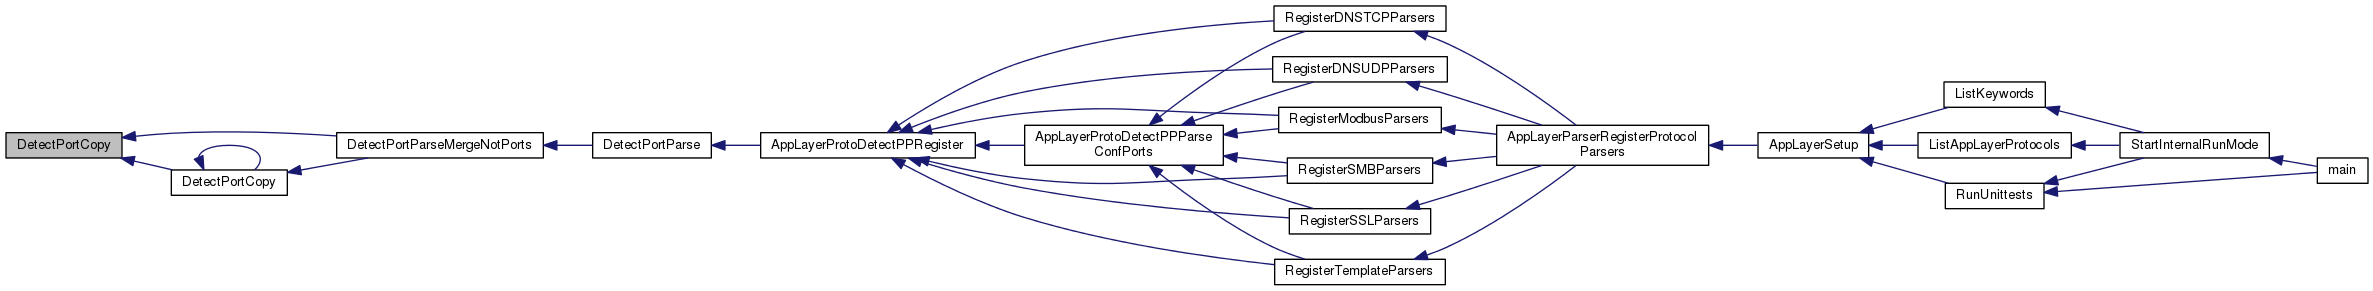 DetectPortCopy
DetectPortCopy
DetectPortParseMergeNotPorts
DetectPortParse
AppLayerProtoDetectPPRegister
AppLayerProtoDetectPPParse
ConfPorts
RegisterDNSTCPParsers
RegisterDNSUDPParsers
RegisterModbusParsers
RegisterSMBParsers
RegisterSSLParsers
RegisterTemplateParsers
AppLayerParserRegisterProtocol
Parsers
AppLayerSetup
ListKeywords
ListAppLayerProtocols
RunUnittests
StartInternalRunMode
main